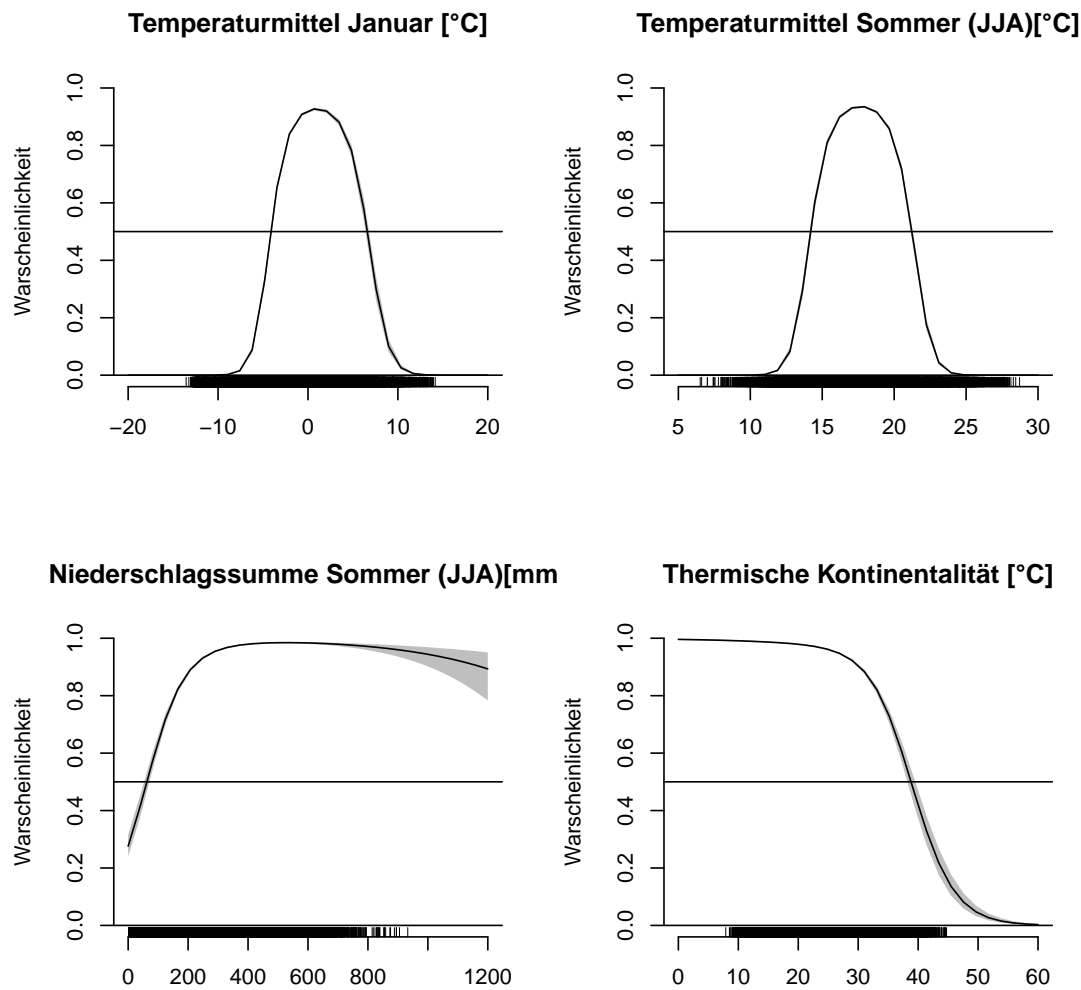 Temperaturmittel Januar [°C]
Warscheinlichkeit
0.0 0.2 0.4 0.6 0.8 1.0
−20 −10 0 10 20
Temperaturmittel Sommer (JJA)[°C]
Warscheinlichkeit
0.0 0.2 0.4 0.6 0.8 1.0
5 10 15 20 25 30
Niederschlagssumme Sommer (JJA)[mm
Warscheinlichkeit
0.0 0.2 0.4 0.6 0.8 1.0
0 200 400 600 800 1200
Thermische Kontinentalität [°C]
Warscheinlichkeit
0.0 0.2 0.4 0.6 0.8 1.0
0 10 20 30 40 50 60